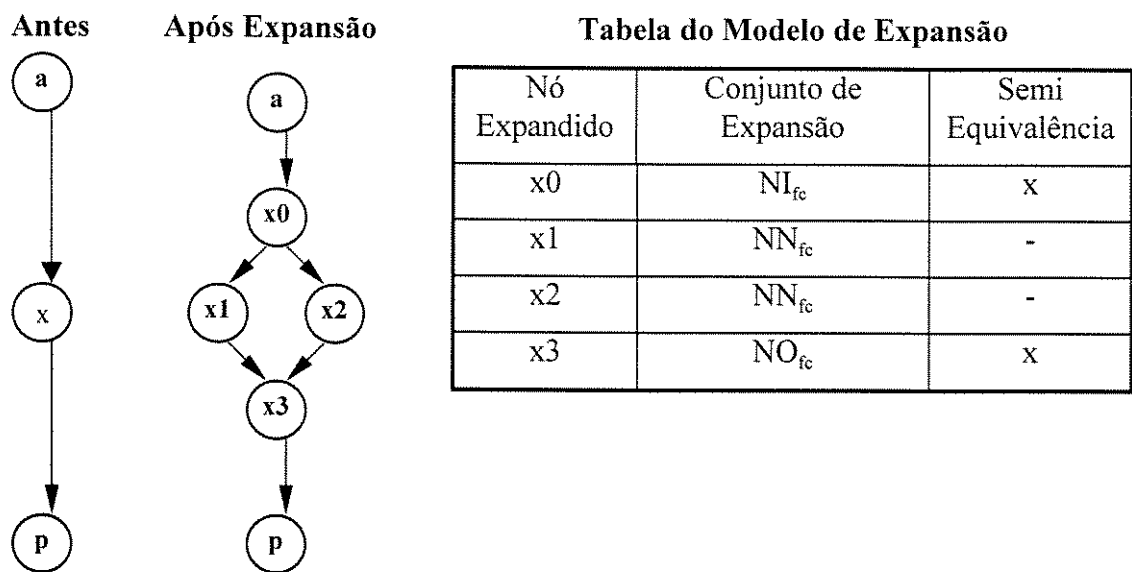 Antes
a
x
p
Após Expansão
a
x0
x1 x2
x3
p
Tabela do Modelo de Expansão
Nó Expandido Conjunto de Expansão Semi Equivalência
x0 NIfc x
x1 NNfc -
x2 NNfc -
x3 NOfc x